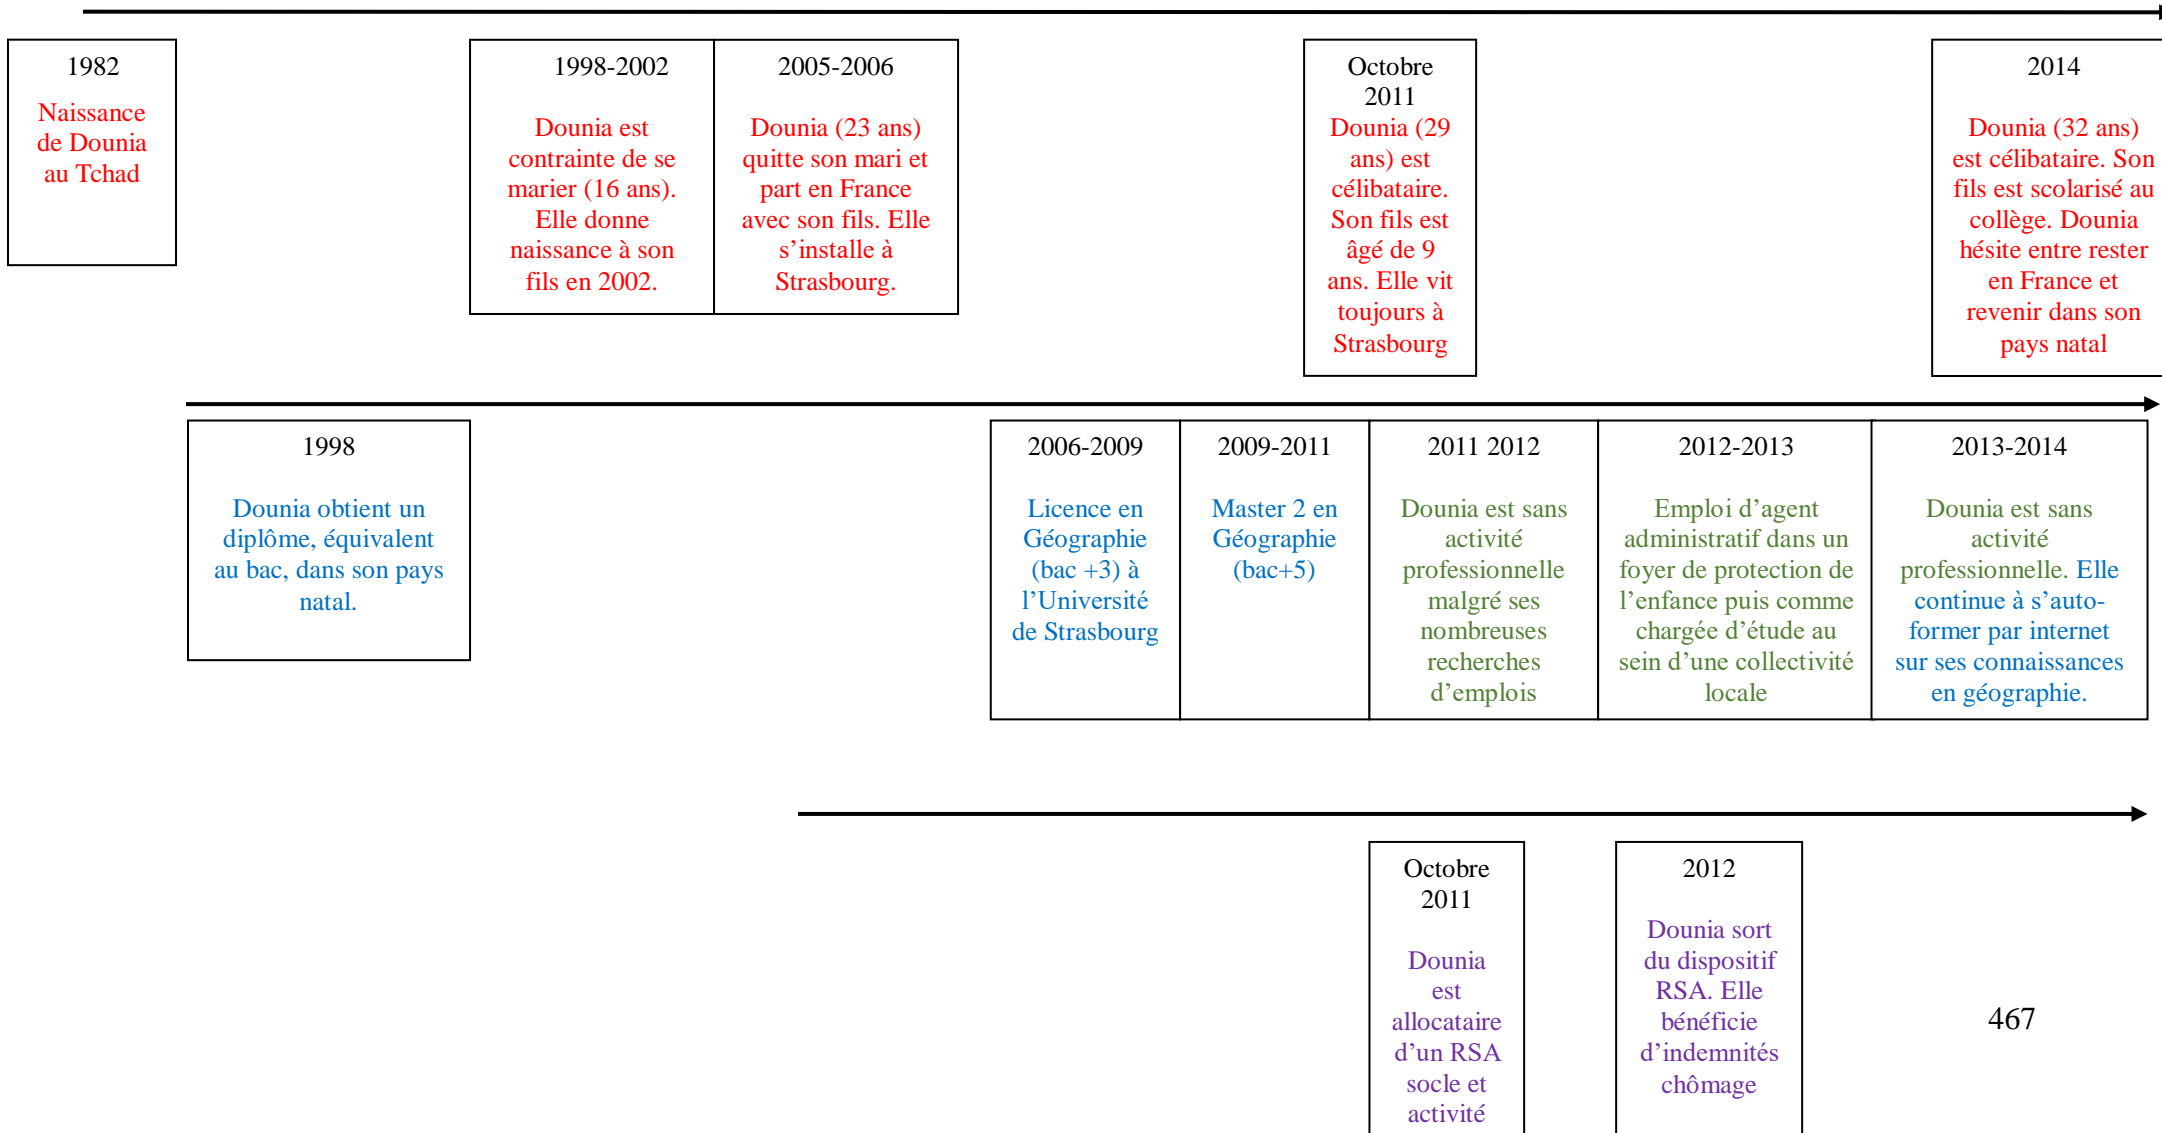 1982
Naissance
de Dounia
au Tchad
1998-2002
Dounia est
contrainte de se
marier (16 ans).
Elle donne
naissance à son
fils en 2002.
2005-2006
Dounia (23 ans)
quitte son mari et
part en France
avec son fils. Elle
s’installe à
Strasbourg.
Octobre
2011
Dounia (29
ans) est
célibataire.
Son fils est
âgé de 9
ans. Elle vit
toujours à
Strasbourg
2014
Dounia (32 ans)
est célibataire. Son
fils est scolarisé au
collège. Dounia
hésite entre rester
en France et
revenir dans son
pays natal
1998
Dounia obtient un
diplôme, équivalent
au bac, dans son pays
natal.
2006-2009
Licence en
Géographie
(bac +3) à
l’Université
de Strasbourg
2009-2011
Master 2 en
Géographie
(bac+5)
2011 2012
Dounia est sans
activité
professionnelle
malgré ses
nombreuses
recherches
d’emplois
2012-2013
Emploi d’agent
administratif dans un
foyer de protection de
l’enfance puis comme
chargée d’étude au
sein d’une collectivité
locale
2013-2014
Dounia est sans
activité
professionnelle. Elle
continue à s’auto-
former par internet
sur ses connaissances
en géographie.
Octobre
2011
Dounia
est
allocataire
d’un RSA
socle et
activité
2012
Dounia sort
du dispositif
RSA. Elle
bénéficie
d’indemnités
chômage
467